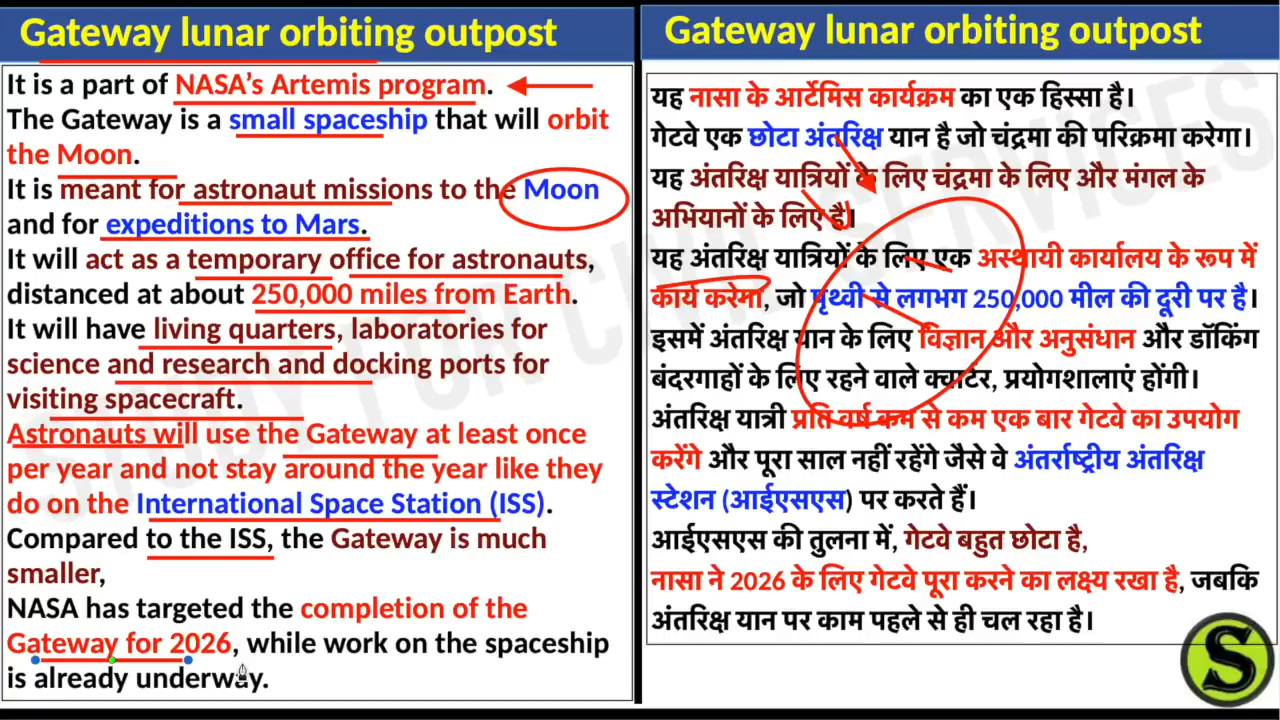 Gateway lunar orbiting outpost
It is a part of NASA's Artemis program.
The Gateway is a small spaceship that will orbit
the Moon.
It is meant for astronaut missions to the Moon
and for expeditions to Mars.
It will act as a temporary office for astronauts,
distanced at about 250,000 miles from Earth.
It will have living quarters, laboratories for
science and research and docking ports for
visiting spacecraft.
Astronauts will use the Gateway at least once
per year and not stay around the year like they
do on the International Space Station (ISS).
Compared to the ISS, the Gateway is much
smaller,
NASA has targeted the completion of the
Gateway for 2026, while work on the spaceship
is already underway.
Gateway lunar orbiting outpost
यह नासा के आर्टेमिस कार्यक्रम का एक हिस्सा है।
गेटवे एक छोटा अंतरिक्ष यान है जो चंद्रमा की परिक्रमा करेगा।
यह अंतरिक्ष यात्रियों के लिए चंद्रमा के लिए और मंगल के
अभियानों के लिए है।
यह अंतरिक्ष यात्रियों के लिए एक अस्थायी कार्यालय के रूप में
कार्य करेगा, जो पृथ्वी से लगभग 250,000 मील की दूरी पर है।
इसमें अंतरिक्ष यान के लिए विज्ञान और अनुसंधान और डॉकिंग
बंदरगाहों के लिए रहने वाले क्वार्टर, प्रयोगशालाएं होंगी।
अंतरिक्ष यात्री प्रति वर्ष कम से कम एक बार गेटवे का उपयोग
करेंगे और पूरा साल नहीं रहेंगे जैसे वे अंतर्राष्ट्रीय अंतरिक्ष
स्टेशन (आईएसएस) पर करते हैं।
आईएसएस की तुलना में, गेटवे बहुत छोटा है,
नासा ने 2026 के लिए गेटवे पूरा करने का लक्ष्य रखा है, जबकि
अंतरिक्ष यान पर काम पहले से ही चल रहा है।
STUDY FOR CIVIL SERVICES
S